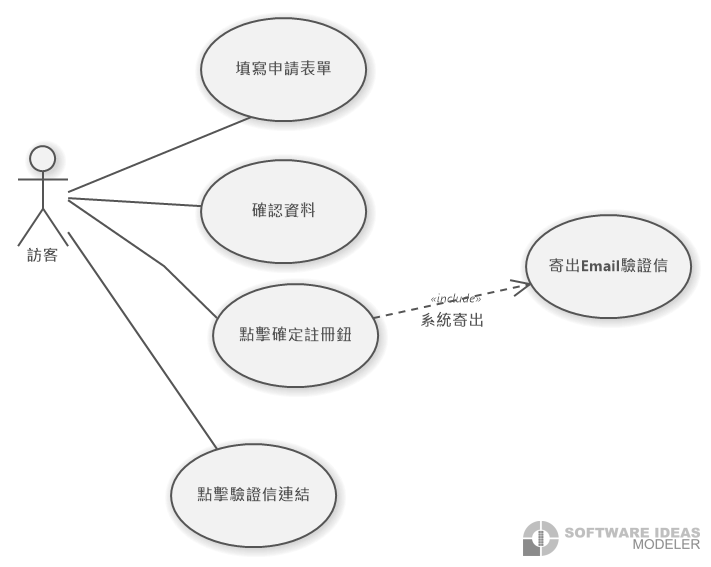 填寫申請表單
確認資料
訪客
寄出Email驗證信
«include»
系統寄出
點擊確定註冊鈕
點擊驗證信連結
SOFTWARE IDEAS
MODELER